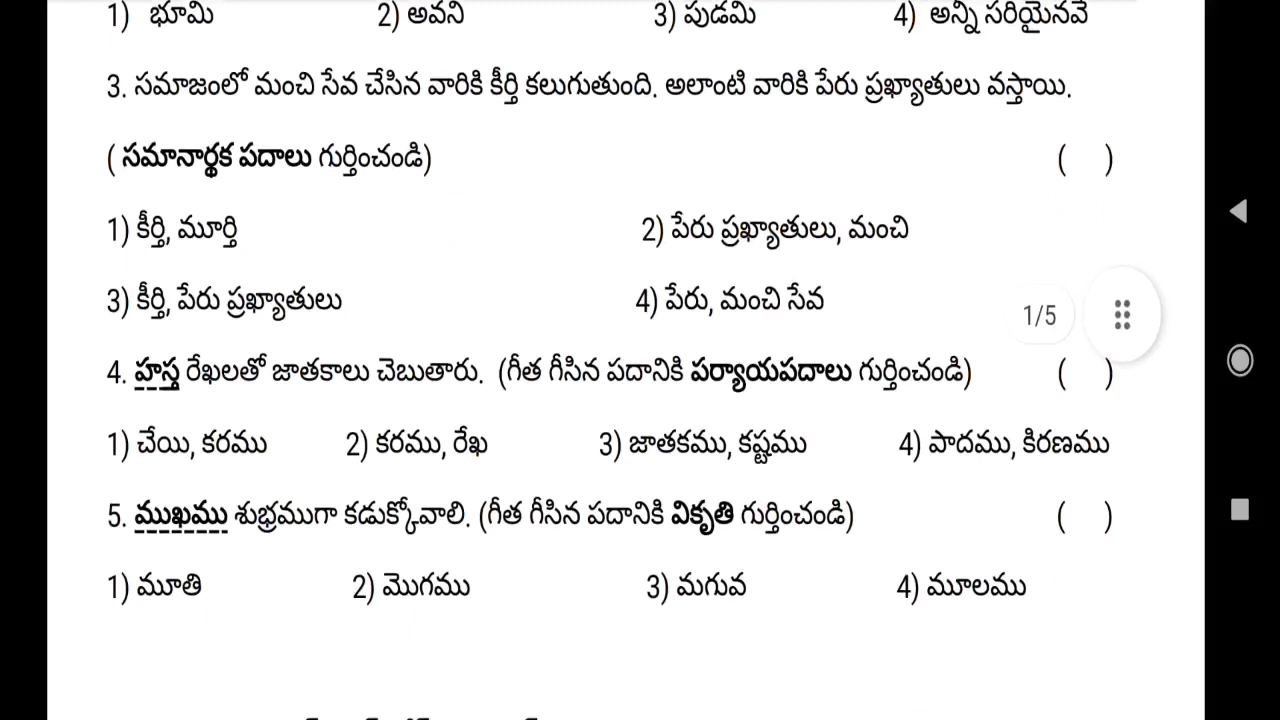 1) భూమి 2) అవని 3) పుడమి 4) అన్నీ సరియైనవే
3. సమాజంలో మంచి సేవ చేసిన వారికి కీర్తి కలుగుతుంది. అలాంటి వారికి పేరు ప్రఖ్యాతులు వస్తాయి.
( సమానార్థక పదాలు గుర్తించండి) ( )
1) కీర్తి, మూర్తి 2) పేరు ప్రఖ్యాతులు, మంచి
3) కీర్తి, పేరు ప్రఖ్యాతులు 4) పేరు, మంచి సేవ
1/5
4. హస్త రేఖలతో జాతకాలు చెబుతారు. (గీత గీసిన పదానికి పర్యాయపదాలు గుర్తించండి) ( )
1) చేయి, కరము 2) కరము, రేఖ 3) జాతకము, కష్టము 4) పాదము, కిరణము
5. ముఖము శుభ్రముగా కడుక్కోవాలి. (గీత గీసిన పదానికి వికృతి గుర్తించండి) ( )
1) మూతి 2) మొగము 3) మగువ 4) మూలము